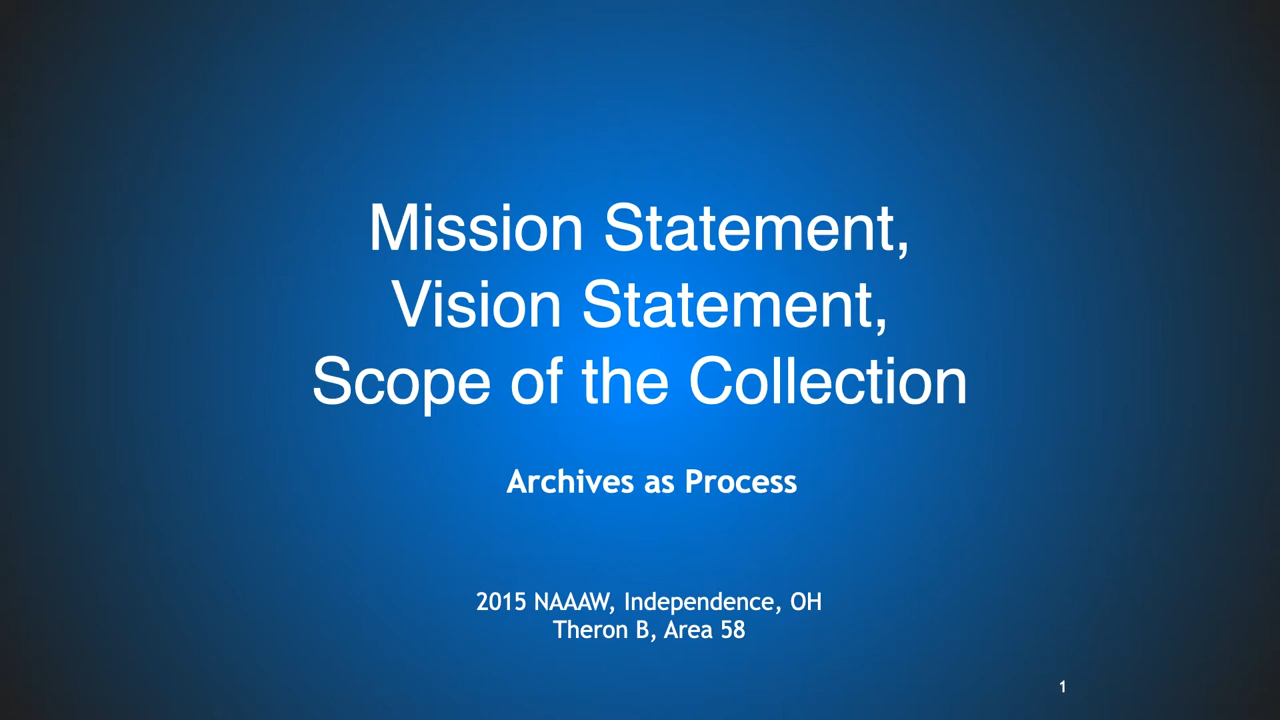 Mission Statement,
Vision Statement,
Scope of the Collection
Archives as Process
2015 NAAAW, Independence, OH
Theron B, Area 58
1